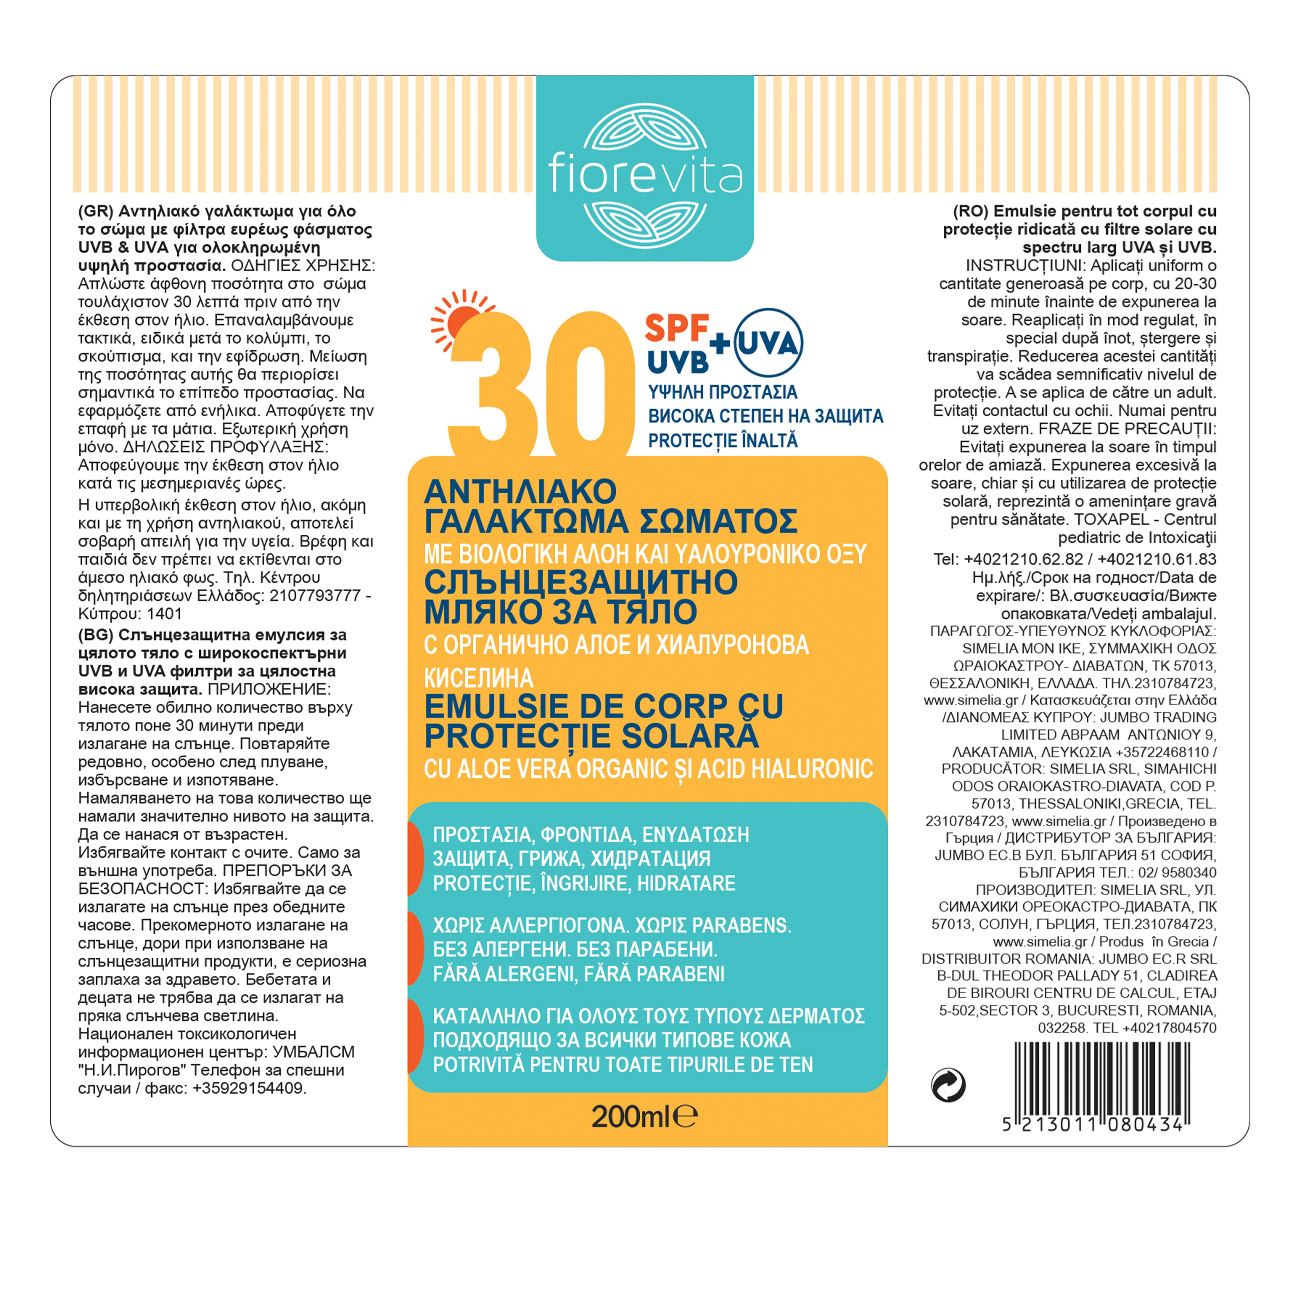 fiorevita
(GR) Αντηλιακό γαλάκτωμα για όλο
το σώμα με φίλτρα ευρέως φάσματος
UVB & UVA για ολοκληρωμένη
υψηλή προστασία. ΟΔΗΓΙΕΣ ΧΡΗΣΗΣ:
Απλώστε άφθονη ποσότητα στο σώμα
τουλάχιστον 30 λεπτά πριν από την
έκθεση στον ήλιο. Επαναλαμβάνουμε
τακτικά, ειδικά μετά το κολύμπι, το
σκούπισμα, και την εφίδρωση. Μείωση
της ποσότητας αυτής θα περιορίσει
σημαντικά το επίπεδο προστασίας. Να
εφαρμόζετε από ενήλικα. Αποφύγετε την
επαφή με τα μάτια. Εξωτερική χρήση
μόνο. ΔΗΛΩΣΕΙΣ ΠΡΟΦΥΛΑΞΗΣ:
Αποφεύγουμε την έκθεση στον ήλιο
κατά τις μεσημεριανές ώρες.
Η υπερβολική έκθεση στον ήλιο, ακόμη
και με τη χρήση αντηλιακού, αποτελεί
σοβαρή απειλή για την υγεία. Βρέφη και
παιδιά δεν πρέπει να εκτίθενται στο
άμεσο ηλιακό φως. Τηλ. Κέντρου
δηλητηριάσεων Ελλάδος: 2107793777 -
Κύπρου: 1401
(BG) Слънцезащитна емулсия за
цялото тяло с широкоспектърни
UVB и UVA филтри за цялостна
висока защита. ПРИЛОЖЕНИЕ:
Нанесете обилно количество върху
тялото поне 30 минути преди
излагане на слънце. Повтаряйте
редовно, особено след плуване,
избърсване и изпотяване.
Намаляването на това количество ще
намали значително нивото на защита.
Да се нанася от възрастен.
Избягвайте контакт с очите. Само за
външна употреба. ПРЕПОРЪКИ ЗА
БЕЗОПАСНОСТ: Избягвайте да се
излагате на слънце през обедните
часове. Прекомерното излагане на
слънце, дори при използване на
слънцезащитни продукти, е сериозна
заплаха за здравето. Бебетата и
децата не трябва да се излагат на
пряка слънчева светлина.
Национален токсикологичен
информационен център: УМБАЛСМ
"Н.И.Пирогов" Телефон за спешни
случаи / факс: +35929154409.
30 SPF
UVB + UVA
ΥΨΗΛΗ ΠΡΟΣΤΑΣΙΑ
ВИСОКА СТЕПЕН НА ЗАЩИТА
PROTECȚIE ÎNALTĂ
ΑΝΤΗΛΙΑΚΟ
ΓΑΛΑΚΤΩΜΑ ΣΩΜΑΤΟΣ
ΜΕ ΒΙΟΛΟΓΙΚΗ ΑΛΟΗ ΚΑΙ ΥΑΛΟΥΡΟΝΙΚΟ ΟΞΥ
СЛЪНЦЕЗАЩИТНО
МЛЯКО ЗА ТЯЛО
С ОРГАНИЧНО АЛОЕ И ХИАЛУРОНОВА
КИСЕЛИНА
EMULSIE DE CORP CU
PROTECȚIE SOLARĂ
CU ALOE VERA ORGANIC ȘI ACID HIALURONIC
ΠΡΟΣΤΑΣΙΑ, ΦΡΟΝΤΙΔΑ, ΕΝΥΔΑΤΩΣΗ
ЗАЩИТА, ГРИЖА, ХИДРАТАЦИЯ
PROTECȚIE, ÎNGRIJIRE, HIDRATARE
ΧΩΡΙΣ ΑΛΛΕΡΓΙΟΓΟΝΑ. ΧΩΡΙΣ PARABENS.
БЕЗ АЛЕРГЕНИ. БЕЗ ПАРАБЕНИ.
FĂRĂ ALERGENI, FĂRĂ PARABENI
ΚΑΤΑΛΛΗΛΟ ΓΙΑ ΟΛΟΥΣ ΤΟΥΣ ΤΥΠΟΥΣ ΔΕΡΜΑΤΟΣ
ПОДХОДЯЩО ЗА ВСИЧКИ ТИПОВЕ КОЖА
POTRIVITĂ PENTRU TOATE TIPURILE DE TEN
200ml℮
(RO) Emulsie pentru tot corpul cu
protecție ridicată cu filtre solare cu
spectru larg UVA și UVB.
INSTRUCȚIUNI: Aplicați uniform o
cantitate generoasă pe corp, cu 20-30
de minute înainte de expunerea la
soare. Reaplicați în mod regulat, în
special după înot, ștergere și
transpirație. Reducerea acestei cantități
va scădea semnificativ nivelul de
protecție. A se aplica de către un adult.
Evitați contactul cu ochii. Numai pentru
uz extern. FRAZE DE PRECAUȚII:
Evitați expunerea la soare în timpul
orelor de amiază. Expunerea excesivă la
soare, chiar și cu utilizarea de protecție
solară, reprezintă o amenințare gravă
pentru sănătate. TOXAPEL - Centrul
pediatric de Intoxicaţii
Tel: +4021210.62.82 / +4021210.61.83
Ημ.λήξ./Срок на годност/Data de
expirare/: Βλ.συσκευασία/Вижте
опаковката/Vedeți ambalajul.
ΠΑΡΑΓΩΓΟΣ-ΥΠΕΥΘΥΝΟΣ ΚΥΚΛΟΦΟΡΙΑΣ:
SIMELIA ΜΟΝ ΙΚΕ, ΣΥΜΜΑΧΙΚΗ ΟΔΟΣ
ΩΡΑΙΟΚΑΣΤΡΟΥ- ΔΙΑΒΑΤΩΝ, ΤΚ 57013,
ΘΕΣΣΑΛΟΝΙΚΗ, ΕΛΛΑΔΑ. ΤΗΛ.2310784723,
www.simelia.gr / Κατασκευάζεται στην Ελλάδα
/ΔΙΑΝΟΜΕΑΣ ΚΥΠΡΟΥ: JUMBO TRADING
LIMITED ΑΒΡΑΑΜ ΑΝΤΩΝΙΟΥ 9,
ΛΑΚΑΤΑΜΙΑ, ΛΕΥΚΩΣΙΑ +35722468110 /
PRODUCĂTOR: SIMELIA SRL, SIMAHICHI
ODOS ORAIOKASTRO-DIAVATA, COD P.
57013, THESSALONIKI,GRECIA, TEL.
2310784723, www.simelia.gr / Произведено в
Гърция / ДИСТРИБУТОР ЗА БЪЛГАРИЯ:
JUMBO EC.B БУЛ. БЪЛГАРИЯ 51 СОФИЯ,
БЪЛГАРИЯ ТЕЛ.: 02/ 9580340
ПРОИЗВОДИТЕЛ: SIMELIA SRL, УЛ.
СИМАХИКИ ОРЕОКАСТРО-ДИАВАТА, ПК
57013, СОЛУН, ГЪРЦИЯ, ТЕЛ.2310784723,
www.simelia.gr / Produs în Grecia /
DISTRIBUITOR ROMANIA: JUMBO EC.R SRL
B-DUL THEODOR PALLADY 51, CLADIREA
DE BIROURI CENTRU DE CALCUL, ETAJ
5-502,SECTOR 3, BUCURESTI, ROMANIA,
032258. TEL +40217804570
5 213011 080434